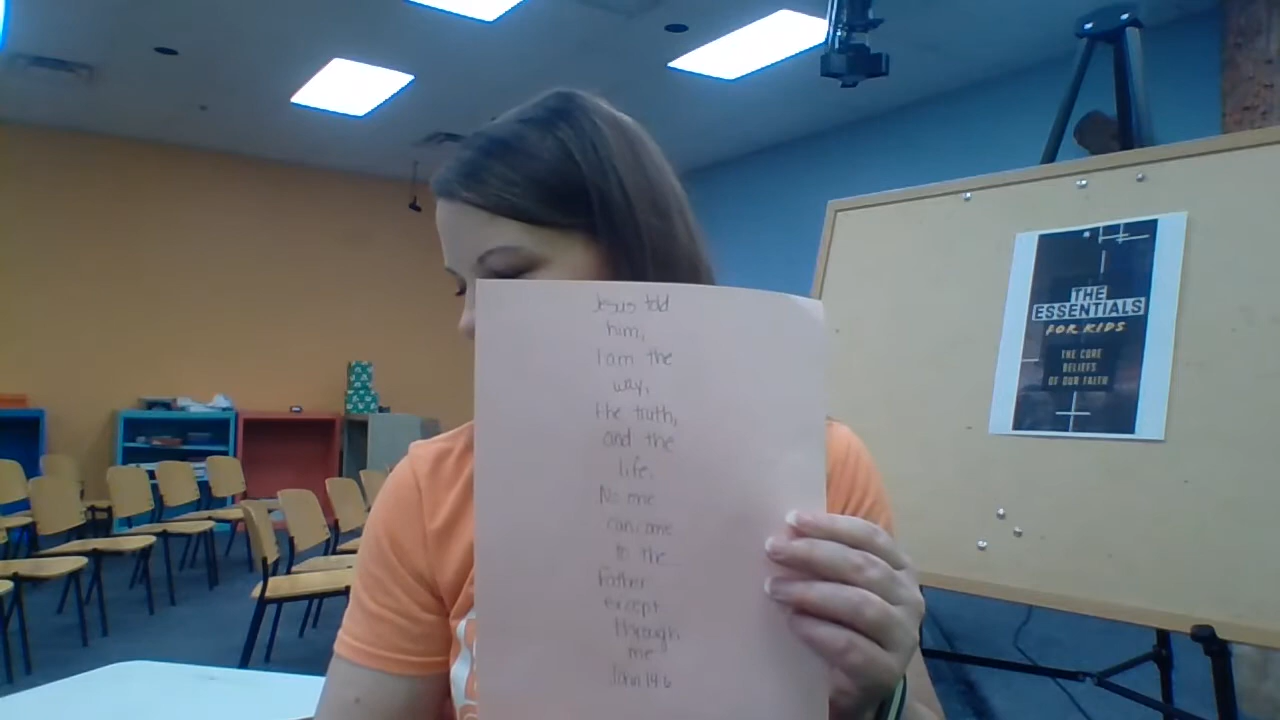 Jesus told
him,
I am the
way,
the truth,
and the
life.
No one
can come
to the
Father
except
through
me
John 14:6
THE
ESSENTIALS
FOR KIDS
THE CORE
BELIEFS
OF OUR FAITH